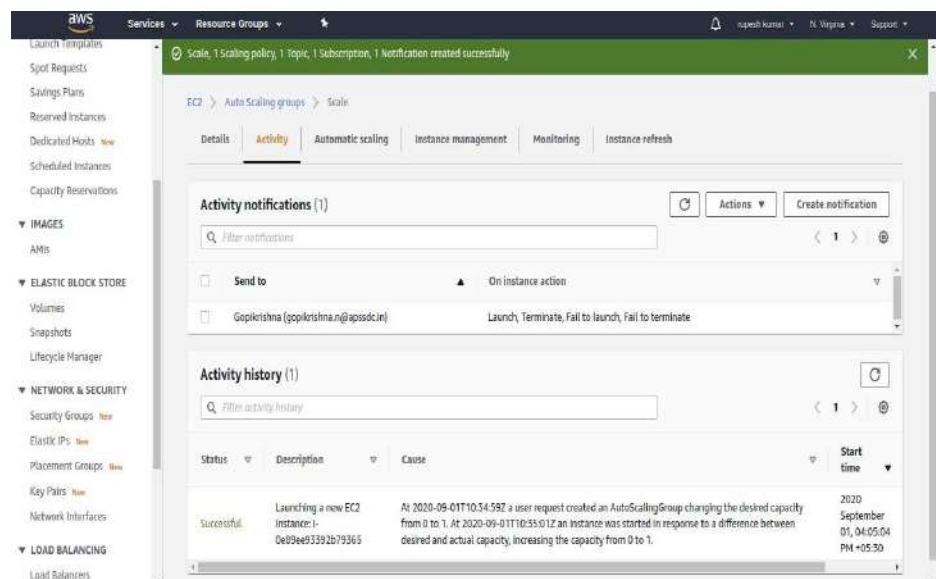 aws
Services
Resource Groups
rupesh kumar
N. Virginia
Support
Launch Templates
Spot Requests
Savings Plans
Reserved Instances
Dedicated Hosts New
Scheduled Instances
Capacity Reservations
IMAGES
AMIs
ELASTIC BLOCK STORE
Volumes
Snapshots
Lifecycle Manager
NETWORK & SECURITY
Security Groups New
Elastic IPs New
Placement Groups New
Key Pairs New
Network Interfaces
LOAD BALANCING
Load Balancers
Scale, 1 Scaling policy, 1 Topic, 1 Subscription, 1 Notification created successfully
EC2 > Auto Scaling groups > Scale
Details
Activity
Automatic scaling
Instance management
Monitoring
Instance refresh
Activity notifications (1)
Actions
Create notification
Filter notifications
1
Send to
On instance action
Gopikrishna (gopikrishna.n@apssdc.in)
Launch, Terminate, Fail to launch, Fail to terminate
Activity history (1)
Filter activity history
1
Status
Description
Cause
Start
time
Successful
Launching a new EC2
instance: i-
0e89ee93392b79365
At 2020-09-01T10:34:59Z a user request created an AutoScalingGroup changing the desired capacity
from 0 to 1. At 2020-09-01T10:35:01Z an instance was started in response to a difference between
desired and actual capacity, increasing the capacity from 0 to 1.
2020
September
01, 04:05:04
PM +05:30